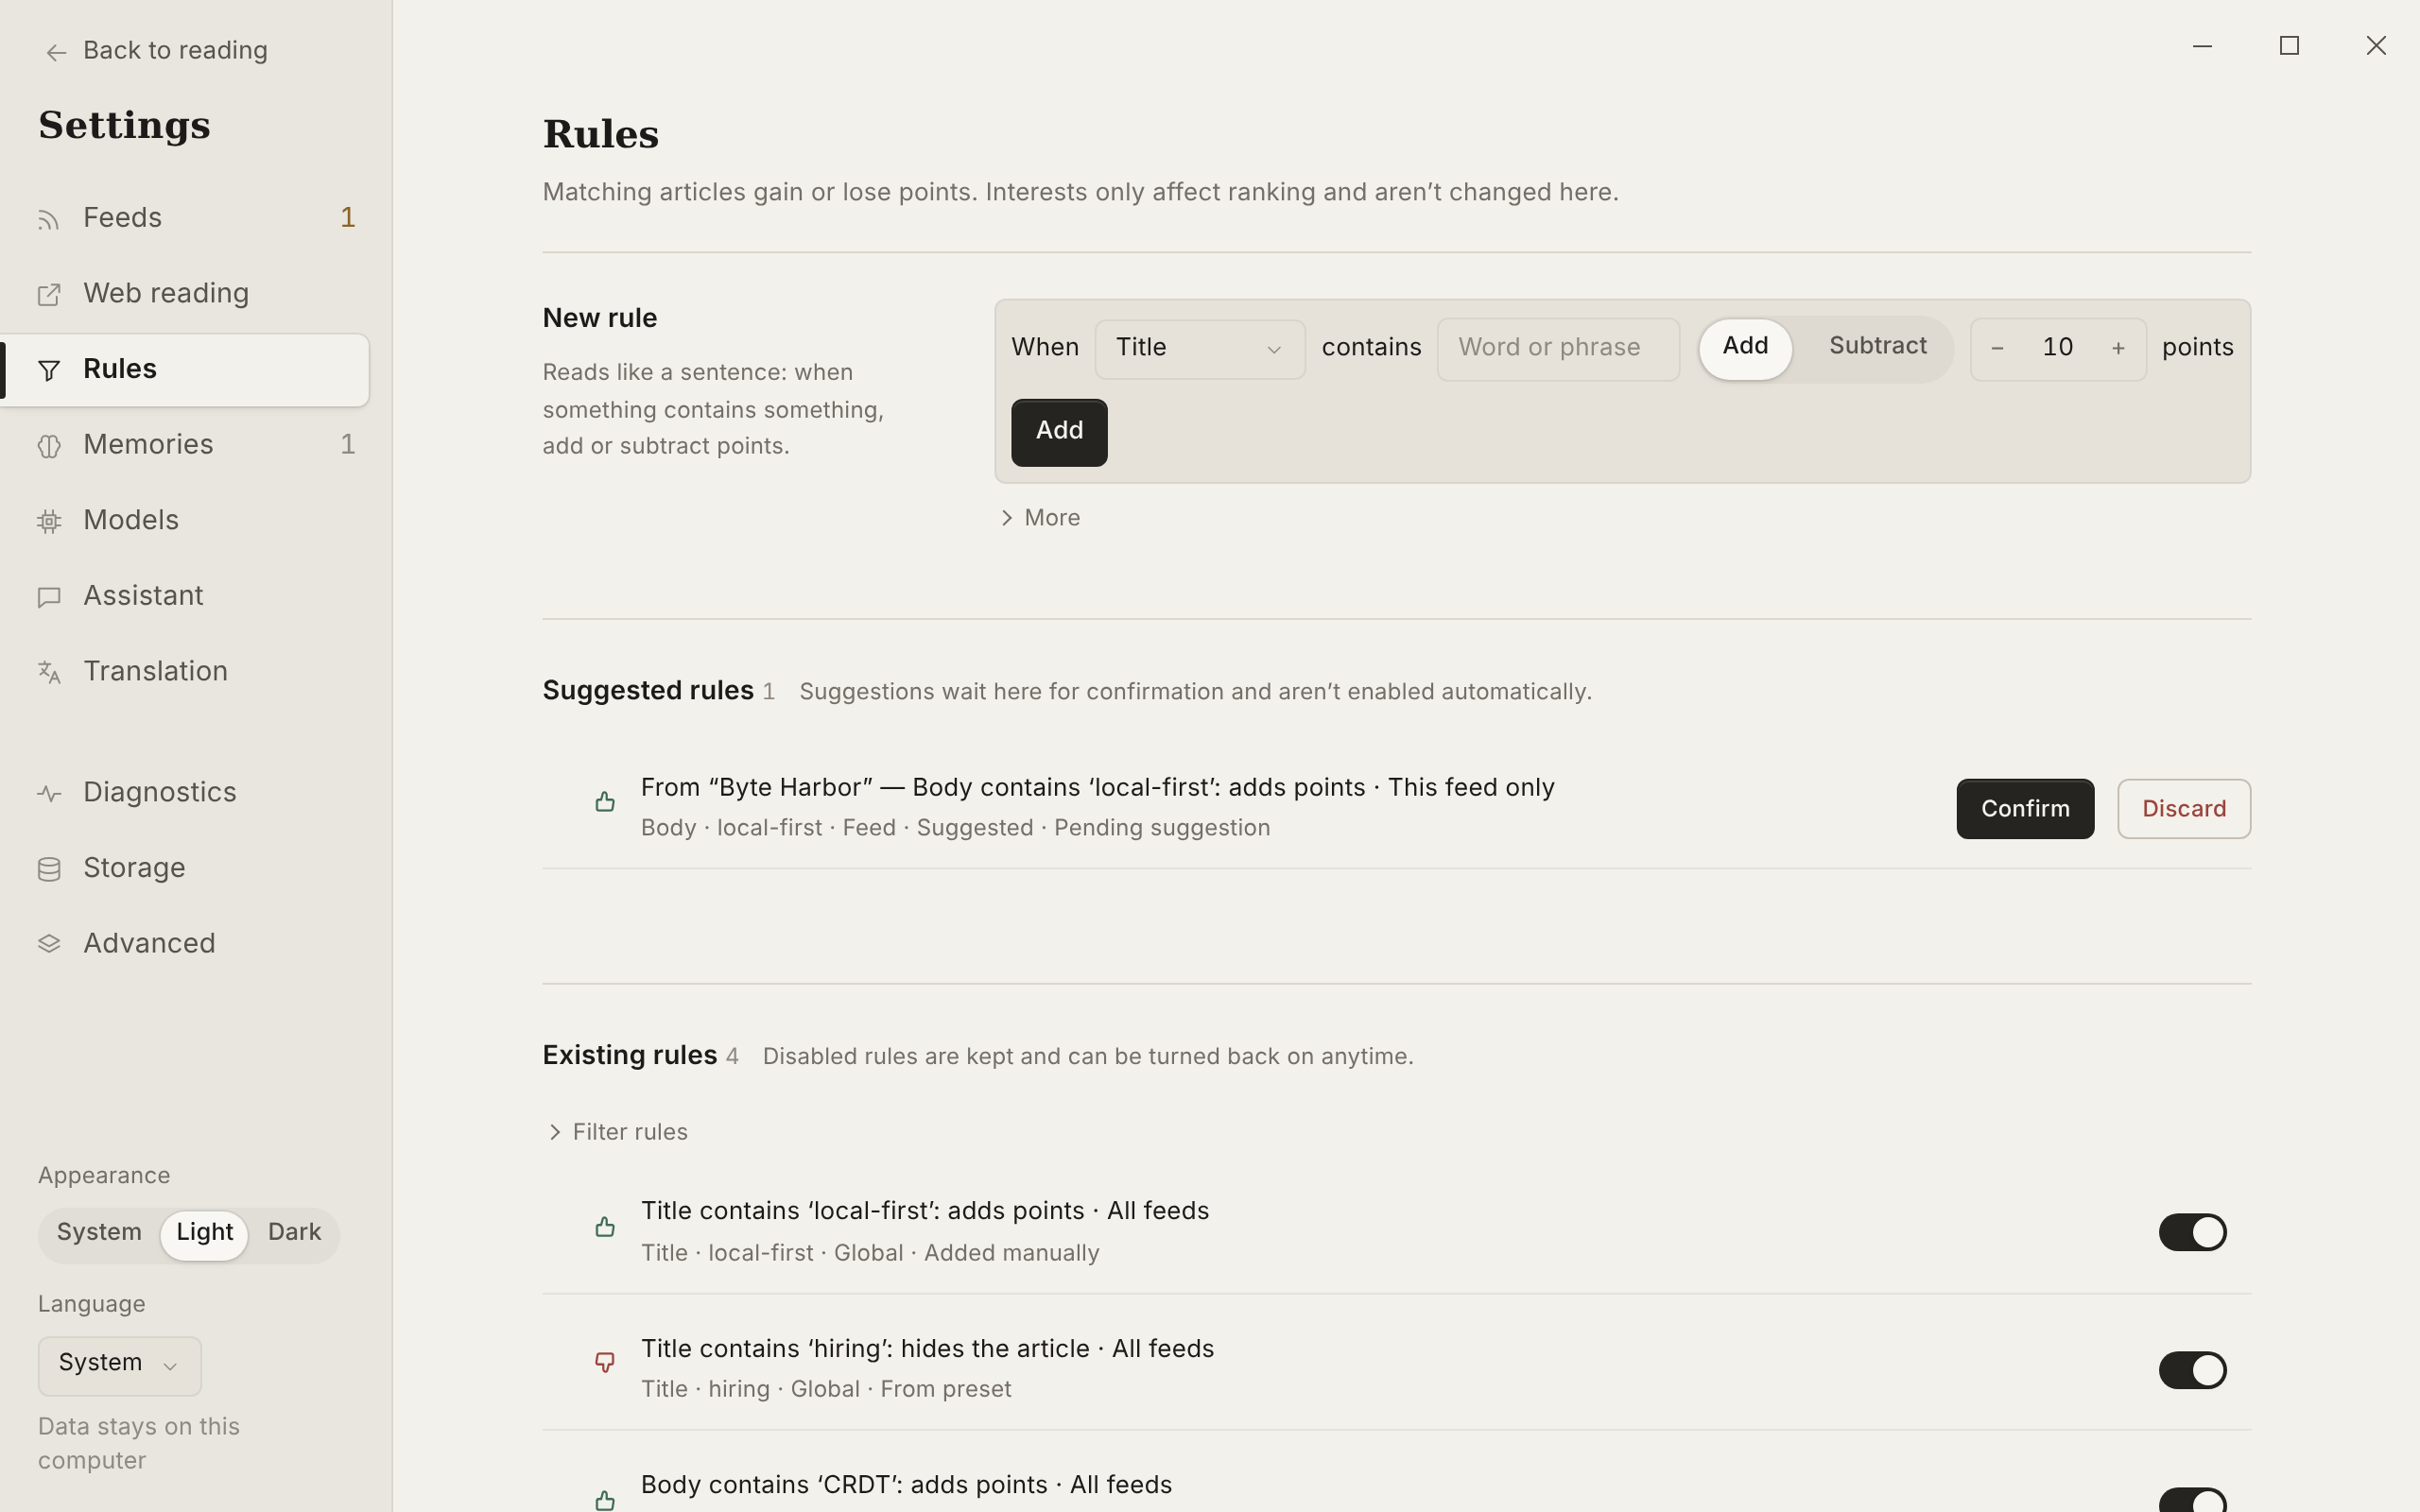 Back to reading
Settings
Feeds 1
Web reading
Rules
Memories 1
Models
Assistant
Translation
Diagnostics
Storage
Advanced
Appearance
System Light Dark
Language
System
Data stays on this
computer
Rules
Matching articles gain or lose points. Interests only affect ranking and aren’t changed here.
New rule
Reads like a sentence: when
something contains something,
add or subtract points.
When Title contains Word or phrase Add Subtract − 10 + points
Add
More
Suggested rules 1 Suggestions wait here for confirmation and aren’t enabled automatically.
From “Byte Harbor” — Body contains ‘local-first’: adds points · This feed only
Body · local-first · Feed · Suggested · Pending suggestion
Confirm Discard
Existing rules 4 Disabled rules are kept and can be turned back on anytime.
Filter rules
Title contains ‘local-first’: adds points · All feeds
Title · local-first · Global · Added manually
Title contains ‘hiring’: hides the article · All feeds
Title · hiring · Global · From preset
Body contains ‘CRDT’: adds points · All feeds